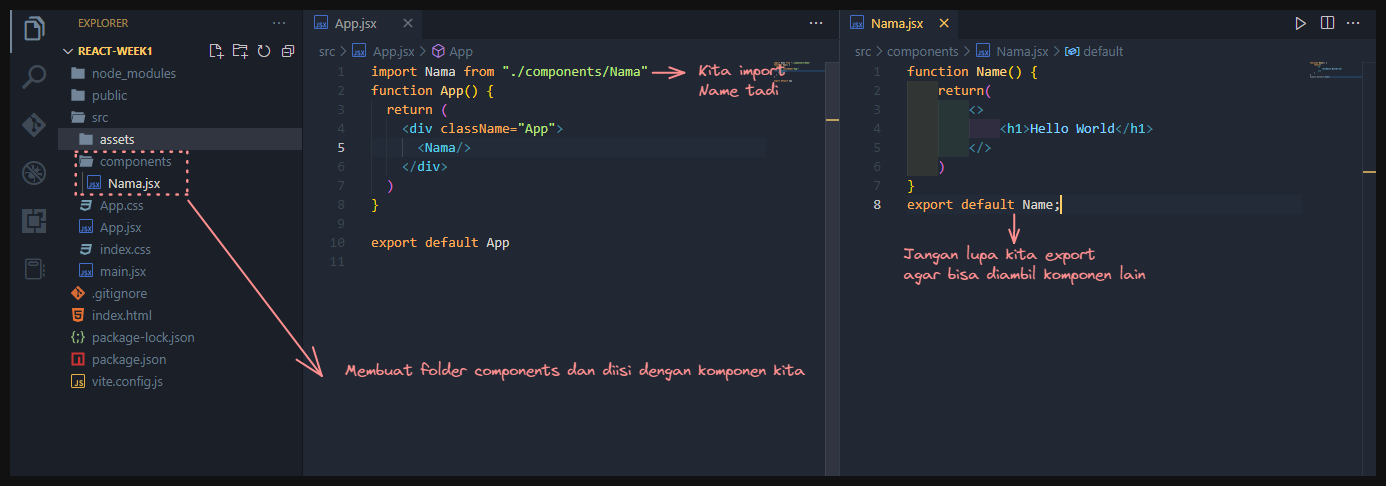 EXPLORER
REACT-WEEK1
node_modules
public
src
assets
components
Nama.jsx
App.css
App.jsx
index.css
main.jsx
.gitignore
index.html
package-lock.json
package.json
vite.config.js
App.jsx
src > App.jsx > App
1 import Nama from "./components/Nama"
2 function App() {
3 return (
4 <div className="App">
5 <Nama/>
6 </div>
7 )
8 }
9
10 export default App
11
Kita import
Name tadi
Membuat folder components dan diisi dengan komponen kita
Nama.jsx
src > components > Nama.jsx > default
1 function Name() {
2 return(
3 <>
4 <h1>Hello World</h1>
5 </>
6 )
7 }
8 export default Name;
Jangan lupa kita export
agar bisa diambil komponen lain